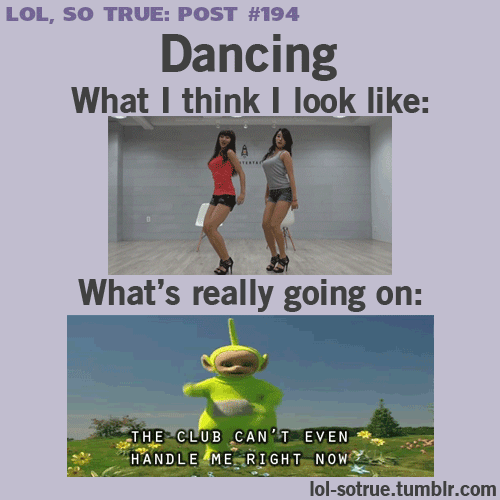 LOL, SO TRUE: POST #194
Dancing
What I think I look like:
What's really going on:
THE CLUB CAN'T EVEN
HANDLE ME RIGHT NOW
lol-sotrue.tumblr.com